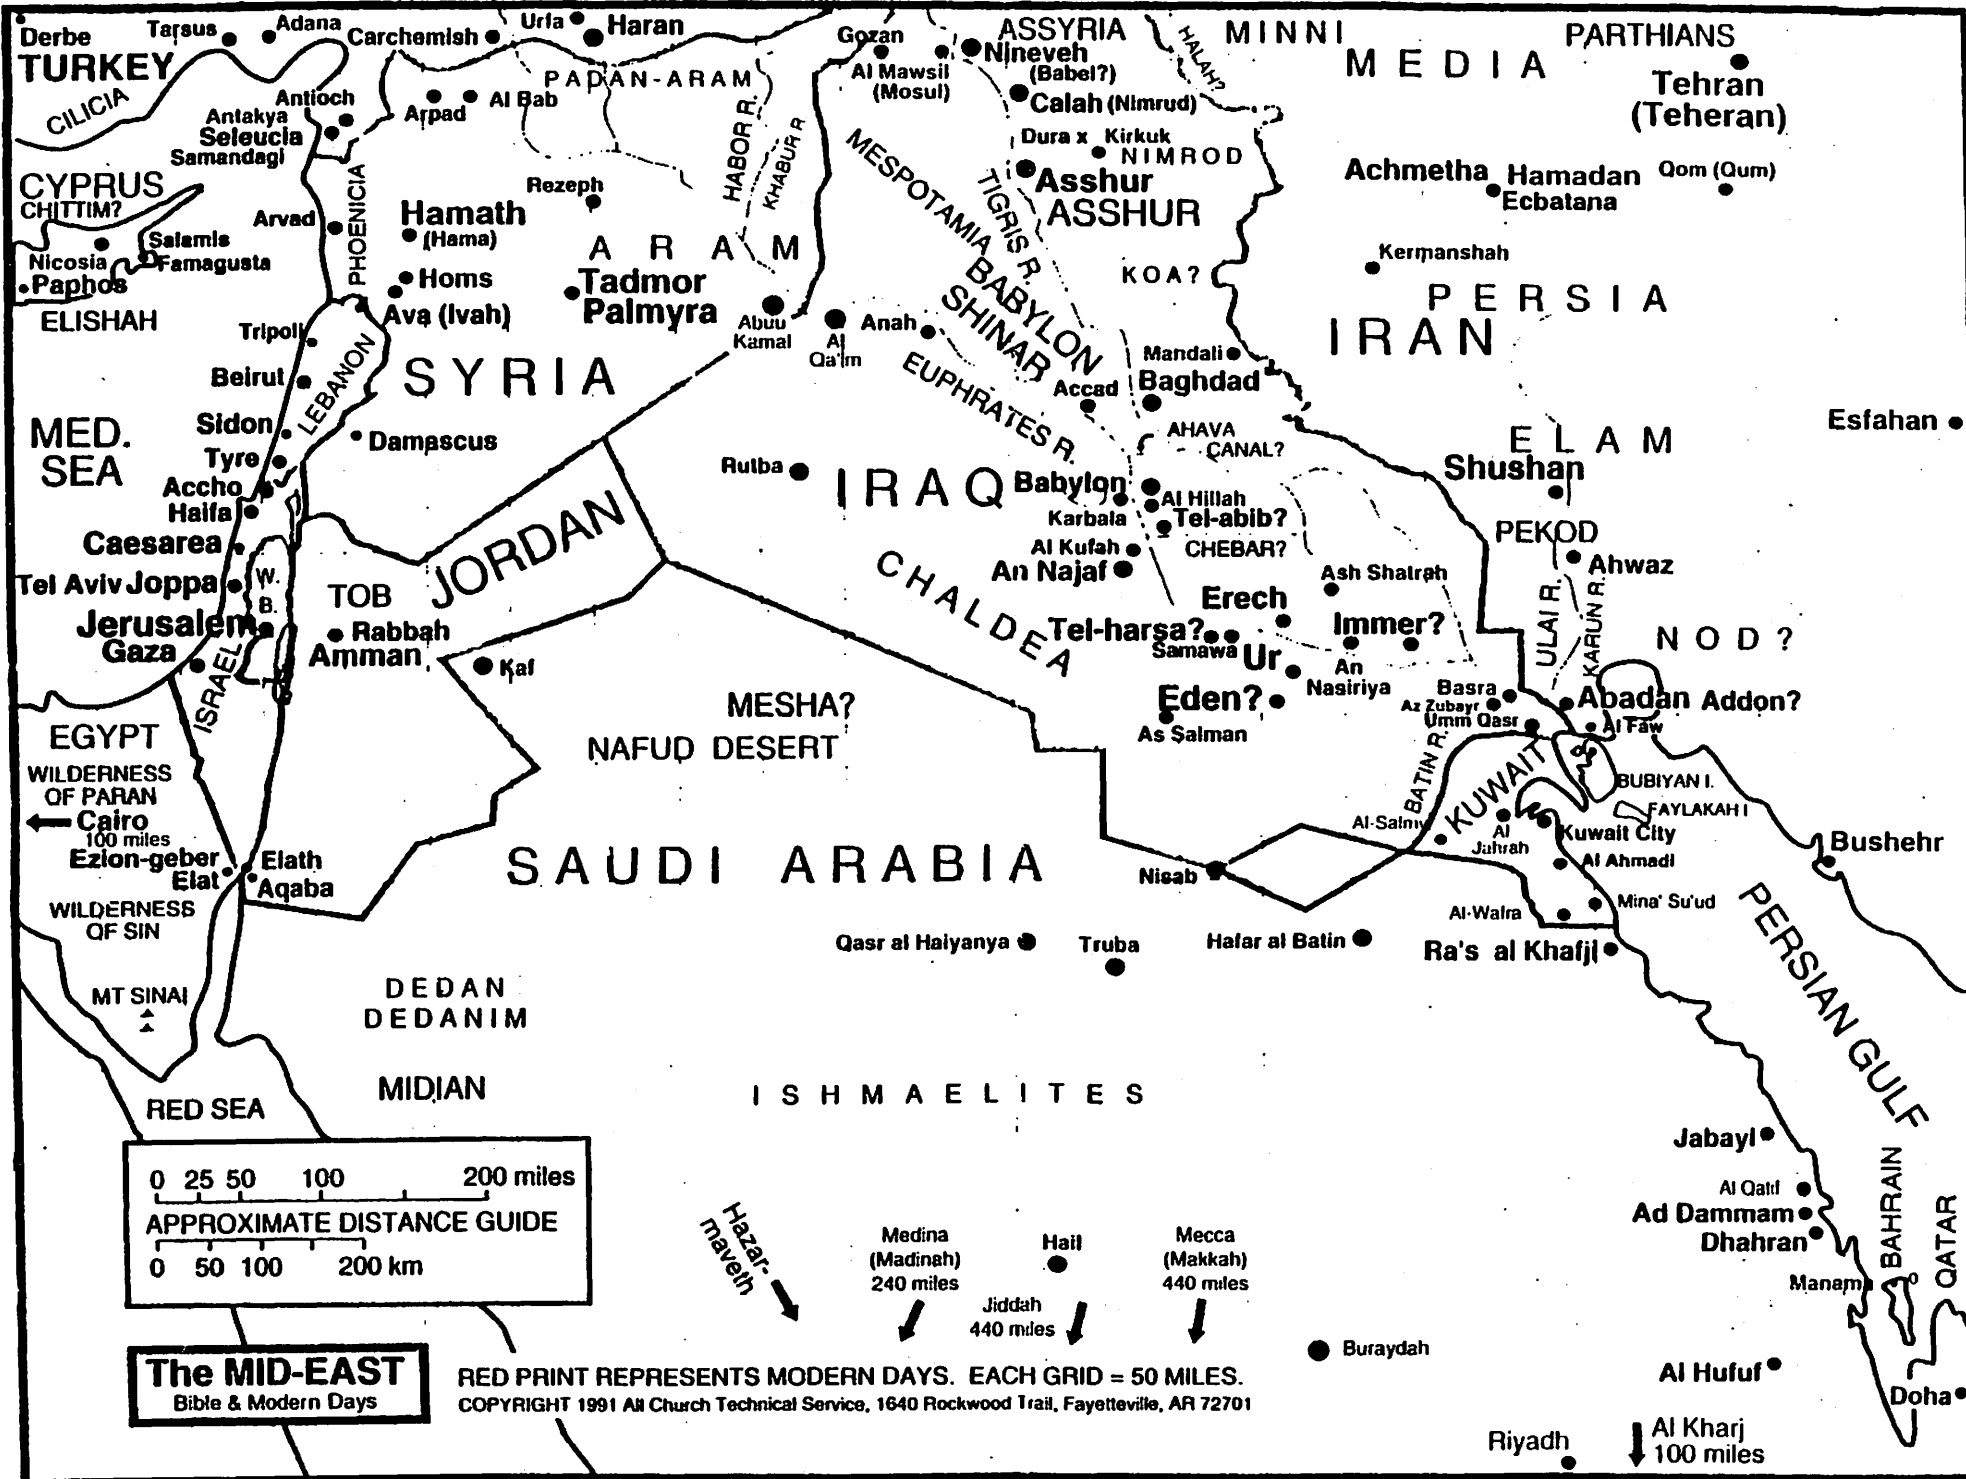 Derbe
Tarsus
Adana
Carchemish
Urfa
Haran
Gozan
ASSYRIA
MINNI
PARTHIANS
TURKEY
Nineveh
(Babel?)
HALAH?
MEDIA
Tehran
(Teheran)
CILICIA
Antioch
Antakya
Seleucia
Samandagi
Arpad
Al Bab
PADAN-ARAM
Al Mawsil
(Mosul)
Calah (Nimrud)
Dura x
Kirkuk
NIMROD
HABOR R.
KHABUR R
MESPOTAMIA
TIGRIS R.
Asshur
ASSHUR
Achmetha
Hamadan
Ecbatana
Qom (Qum)
CYPRUS
CHITTIM?
Salamis
Famagusta
Nicosia
Paphos
ELISHAH
Arvad
PHOENICIA
Hamath
(Hama)
Rezeph
ARAM
Homs
Ava (Ivah)
Tadmor
Palmyra
Abuu
Kamal
Al
Qa'im
Anah
BABYLON
SHINAR
KOA?
Kermanshah
PERSIA
IRAN
Tripoli
Beirut
LEBANON
SYRIA
EUPHRATES R.
Accad
Mandali
Baghdad
MED.
SEA
Sidon
Tyre
Accho
Haifa
Damascus
Rutba
IRAQ
AHAVA
CANAL?
Babylon
Al Hillah
Karbala
Tel-abib?
CHEBAR?
ELAM
Shushan
Esfahan
Caesarea
Tel Aviv Joppa
Jerusalem
Gaza
W.
B.
ISRAEL
TOB
Rabbah
Amman
JORDAN
Kaf
CHALDEA
Al Kufah
An Najaf
Erech
Ash Shatrah
Tel-harsa?
Samawa
Ur
Immer?
An
Nasiriya
Eden?
As Salman
PEKOD
Ahwaz
ULAI R.
KARUN R.
NOD?
Basra
Az Zubayr
Umm Qasr
Abadan
Addon?
Al Faw
EGYPT
WILDERNESS
OF PARAN
Cairo
100 miles
Ezion-geber
Elat
Elath
Aqaba
MESHA?
NAFUD DESERT
SAUDI ARABIA
Nisab
BATIN R.
KUWAIT
BUBIYAN I.
FAYLAKAH I
Al-Salmy
Al
Jahrah
Kuwait City
Al Ahmadi
Bushehr
WILDERNESS
OF SIN
MT SINAI
Qasr al Haiyanya
Truba
Hafar al Batin
Al-Wafra
Mina' Su'ud
Ra's al Khafji
PERSIAN GULF
DEDAN
DEDANIM
MIDIAN
ISHMAELITES
RED SEA
Jabayl
Al Qatif
Ad Dammam
Dhahran
BAHRAIN
QATAR
Manama
0 25 50 100 200 miles
APPROXIMATE DISTANCE GUIDE
0 50 100 200 km
Hazar-
maveth
Medina
(Madinah)
240 miles
Hail
Jiddah
440 miles
Mecca
(Makkah)
440 miles
Buraydah
Al Hufuf
Doha
The MID-EAST
Bible & Modern Days
RED PRINT REPRESENTS MODERN DAYS. EACH GRID = 50 MILES.
COPYRIGHT 1991 All Church Technical Service, 1640 Rockwood Trail, Fayetteville, AR 72701
Riyadh
Al Kharj
100 miles